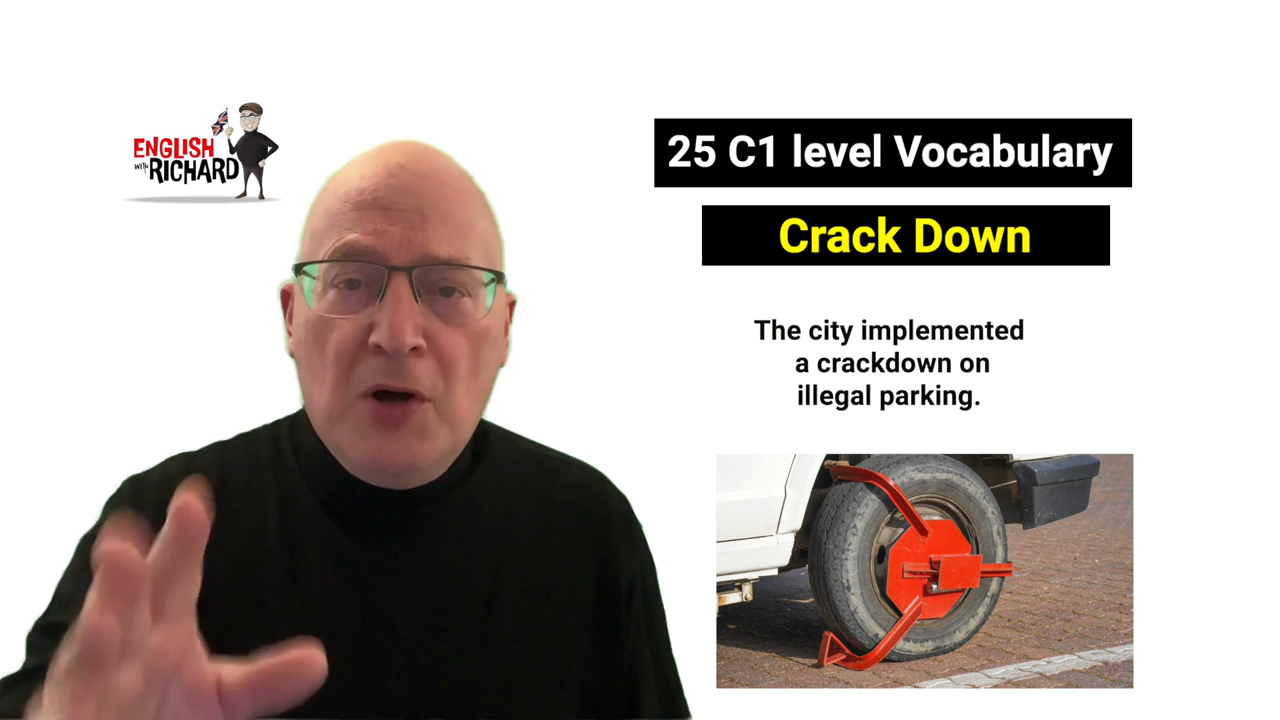 ENGLISH
WITH RICHARD
25 C1 level Vocabulary
Crack Down
The city implemented
a crackdown on
illegal parking.